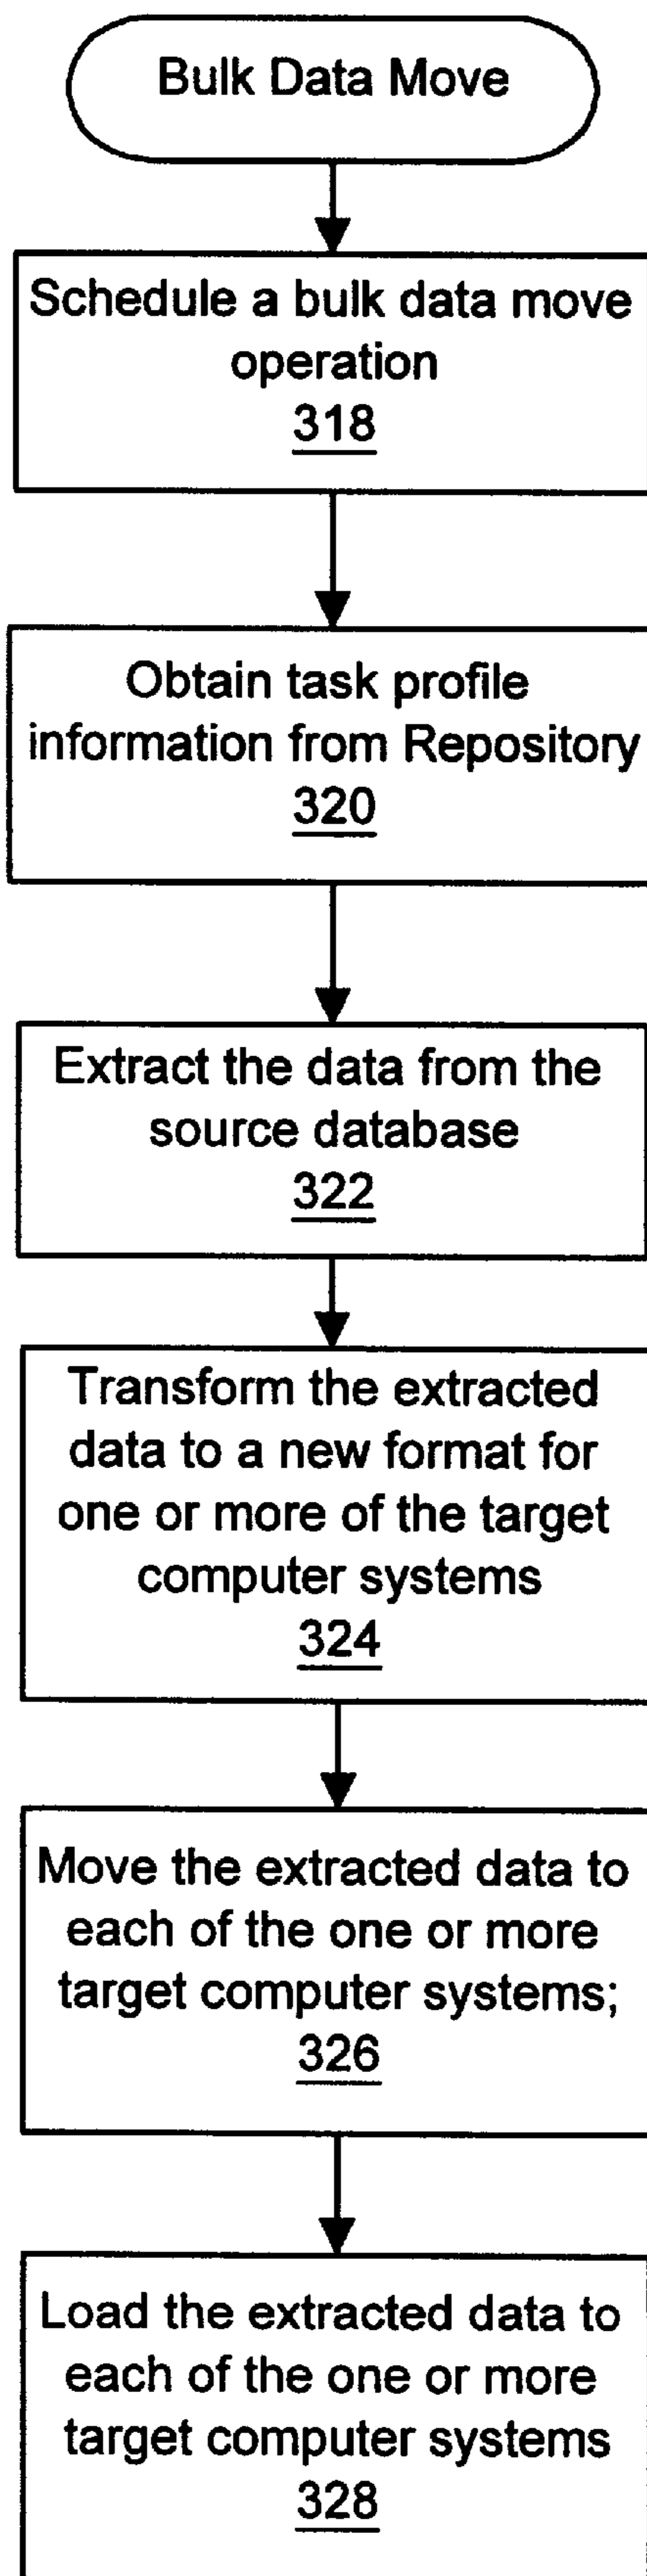 Bulk Data Move
Schedule a bulk data move
operation
318
Obtain task profile
information from Repository
320
Extract the data from the
source database
322
Transform the extracted
data to a new format for
one or more of the target
computer systems
324
Move the extracted data to
each of the one or more
target computer systems;
326
Load the extracted data to
each of the one or more
target computer systems
328